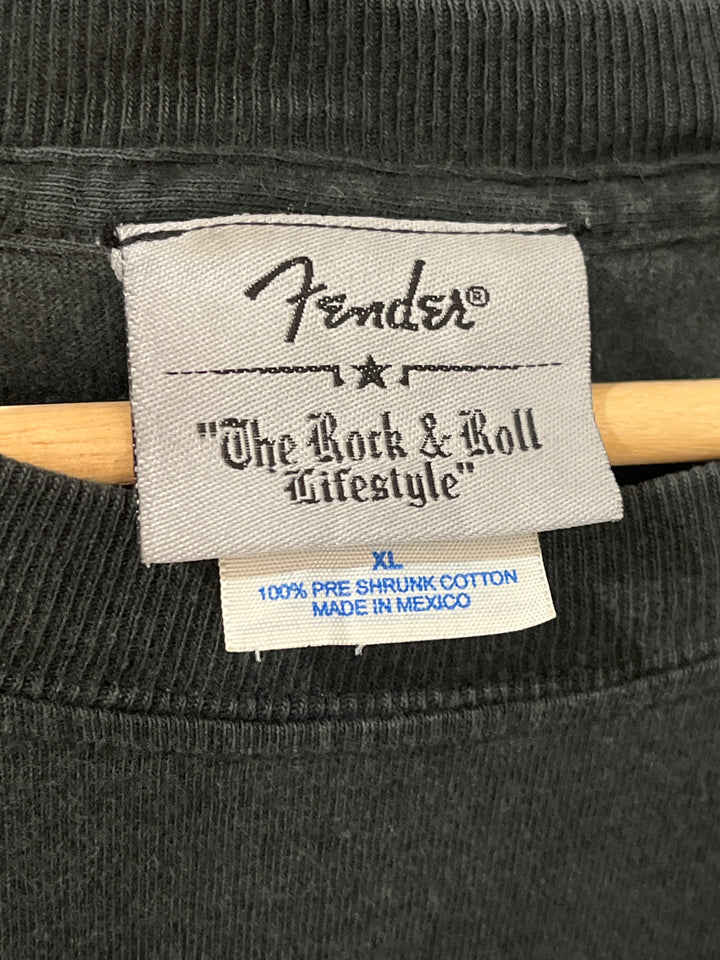 Fender®
"The Rock & Roll
Lifestyle"
XL
100% PRE SHRUNK COTTON
MADE IN MEXICO